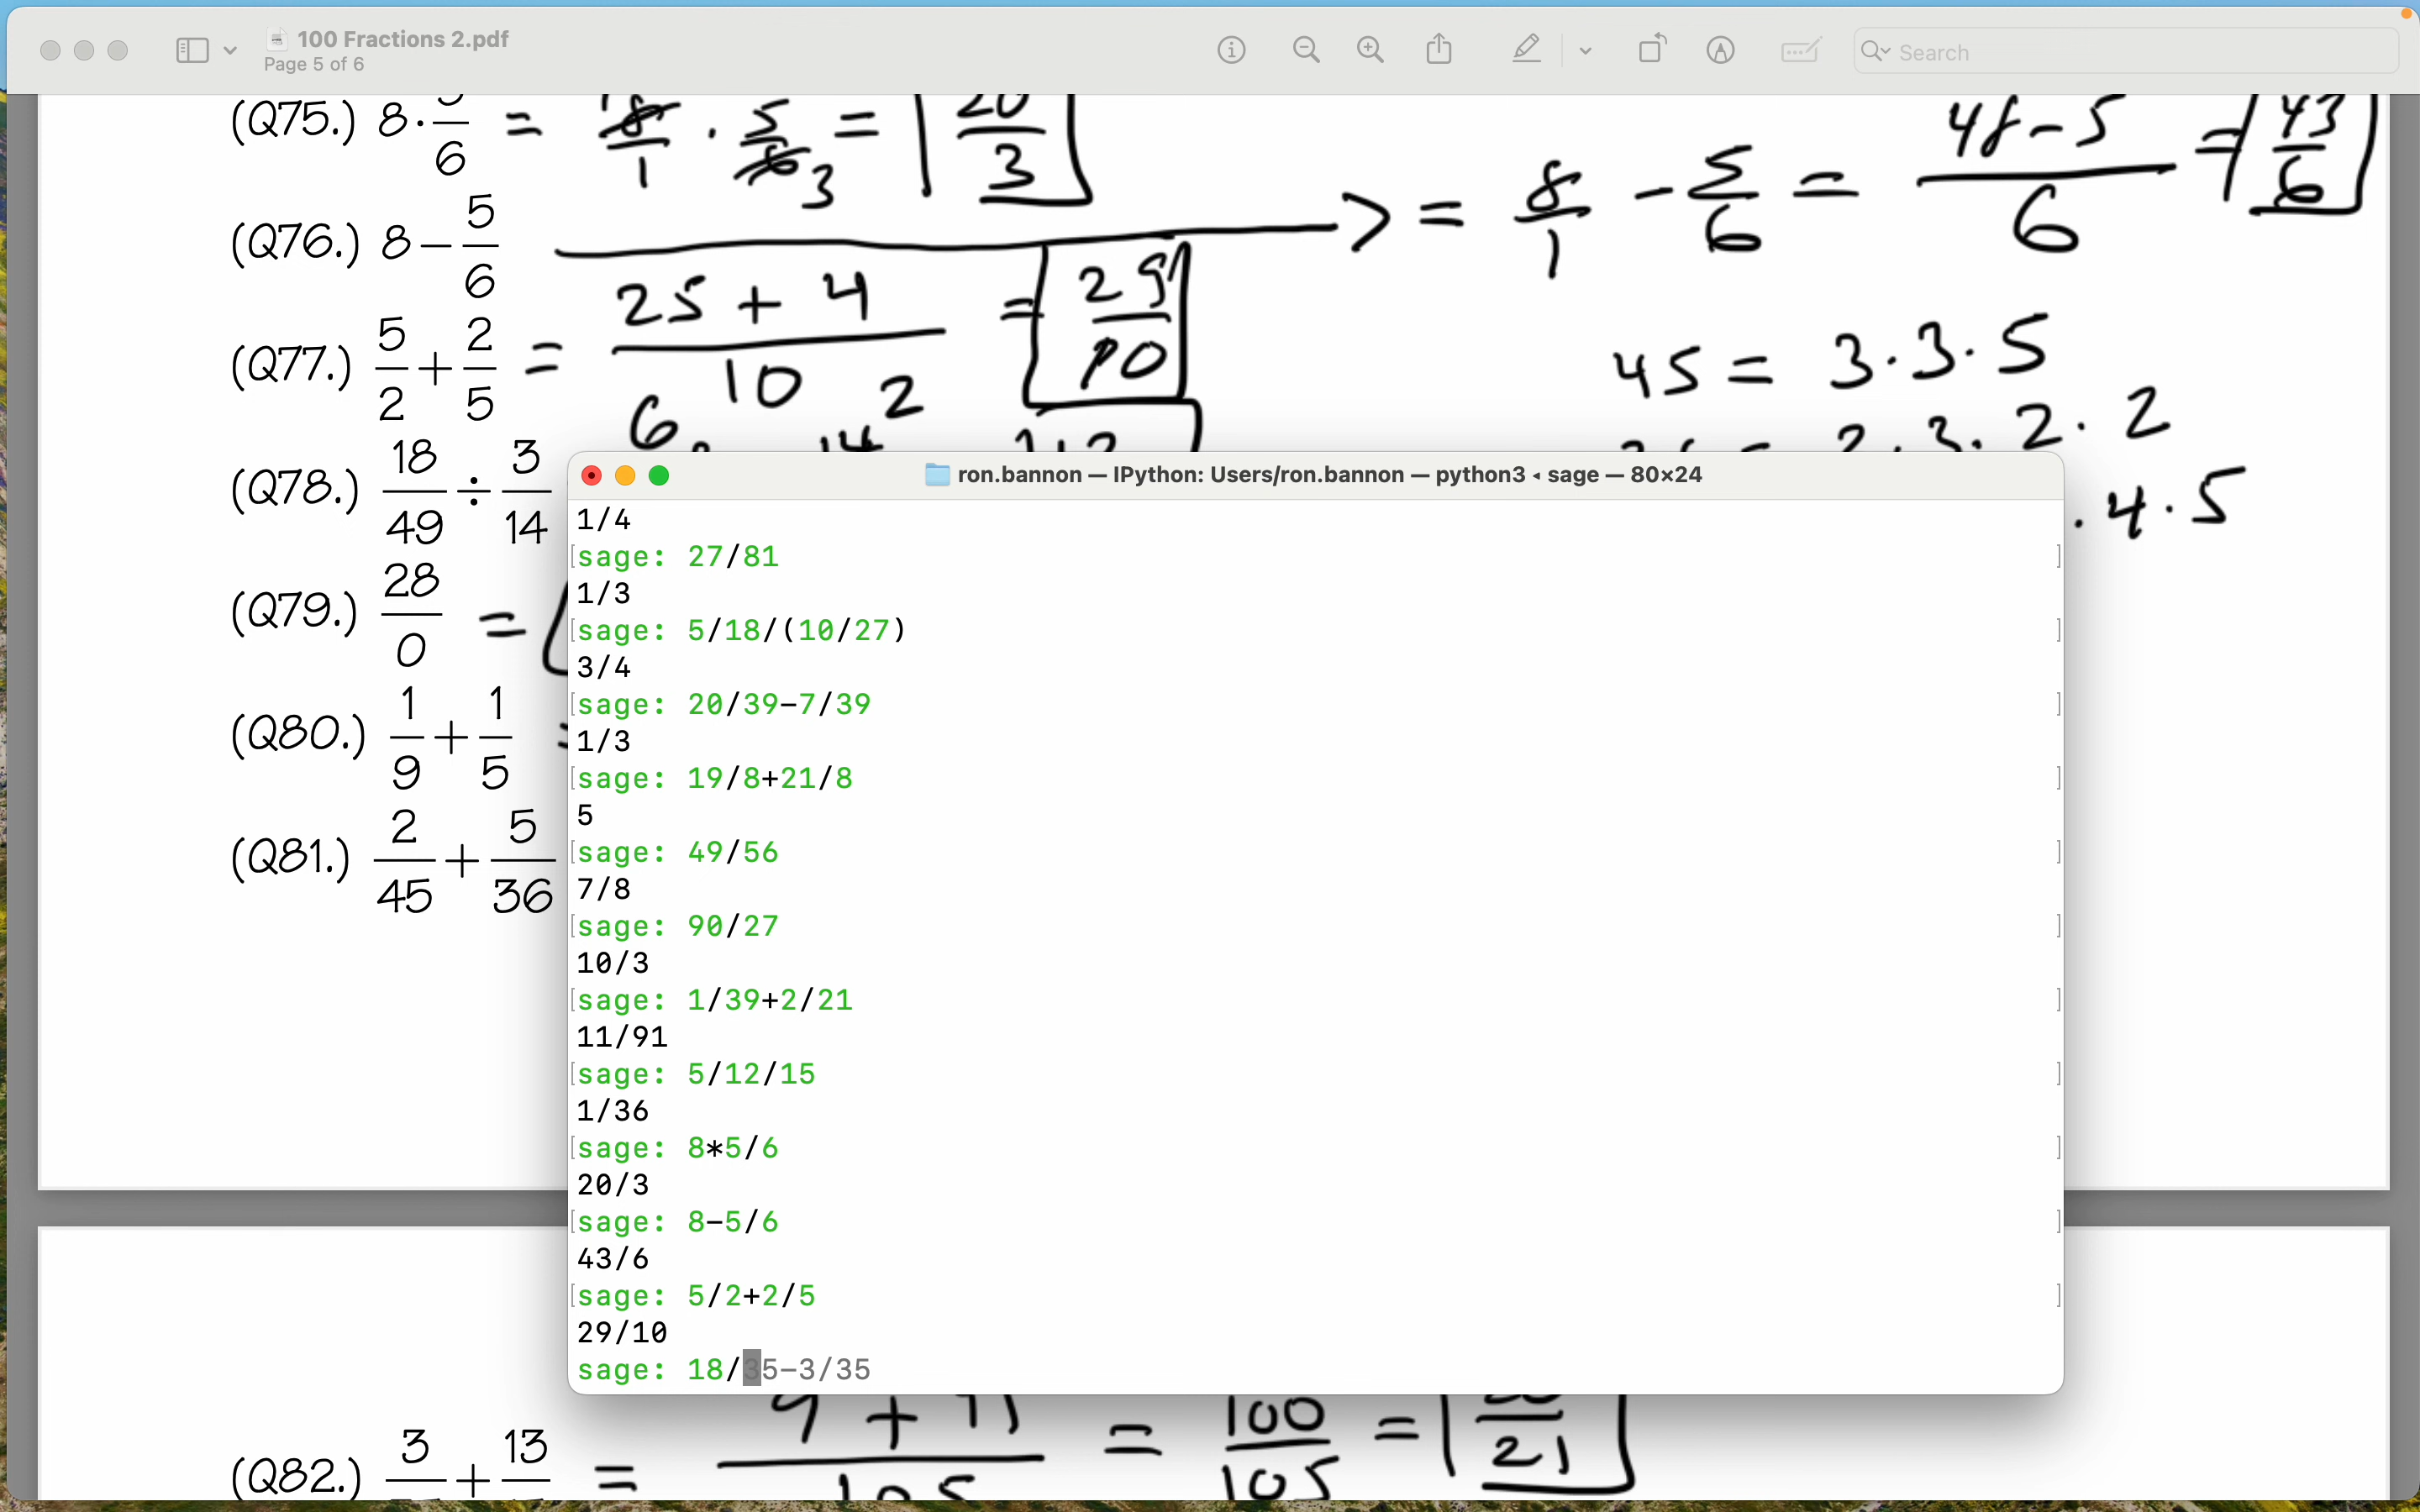 100 Fractions 2.pdf
Page 5 of 6
Search
(Q75.) 8 · 5/6 = 8/1 · 5/6 3 = 20/3
(Q76.) 8 − 5/6 > = 8/1 − 5/6 = 48 − 5 / 6 = 43/6
(Q77.) 5/2 + 2/5 = 25 + 4 / 10 = 29/10
45 = 3 · 3 · 5
· 4 · 5
(Q78.) 18/49 ÷ 3/14
(Q79.) 28/0 =
(Q80.) 1/9 + 1/5
(Q81.) 2/45 + 5/36
ron.bannon — IPython: Users/ron.bannon — python3 ◂ sage — 80×24
1/4
sage: 27/81
1/3
sage: 5/18/(10/27)
3/4
sage: 20/39-7/39
1/3
sage: 19/8+21/8
5
sage: 49/56
7/8
sage: 90/27
10/3
sage: 1/39+2/21
11/91
sage: 5/12/15
1/36
sage: 8*5/6
20/3
sage: 8-5/6
43/6
sage: 5/2+2/5
29/10
sage: 18/35-3/35
(Q82.) 3 + 13 = 105 = 100/105 = 21